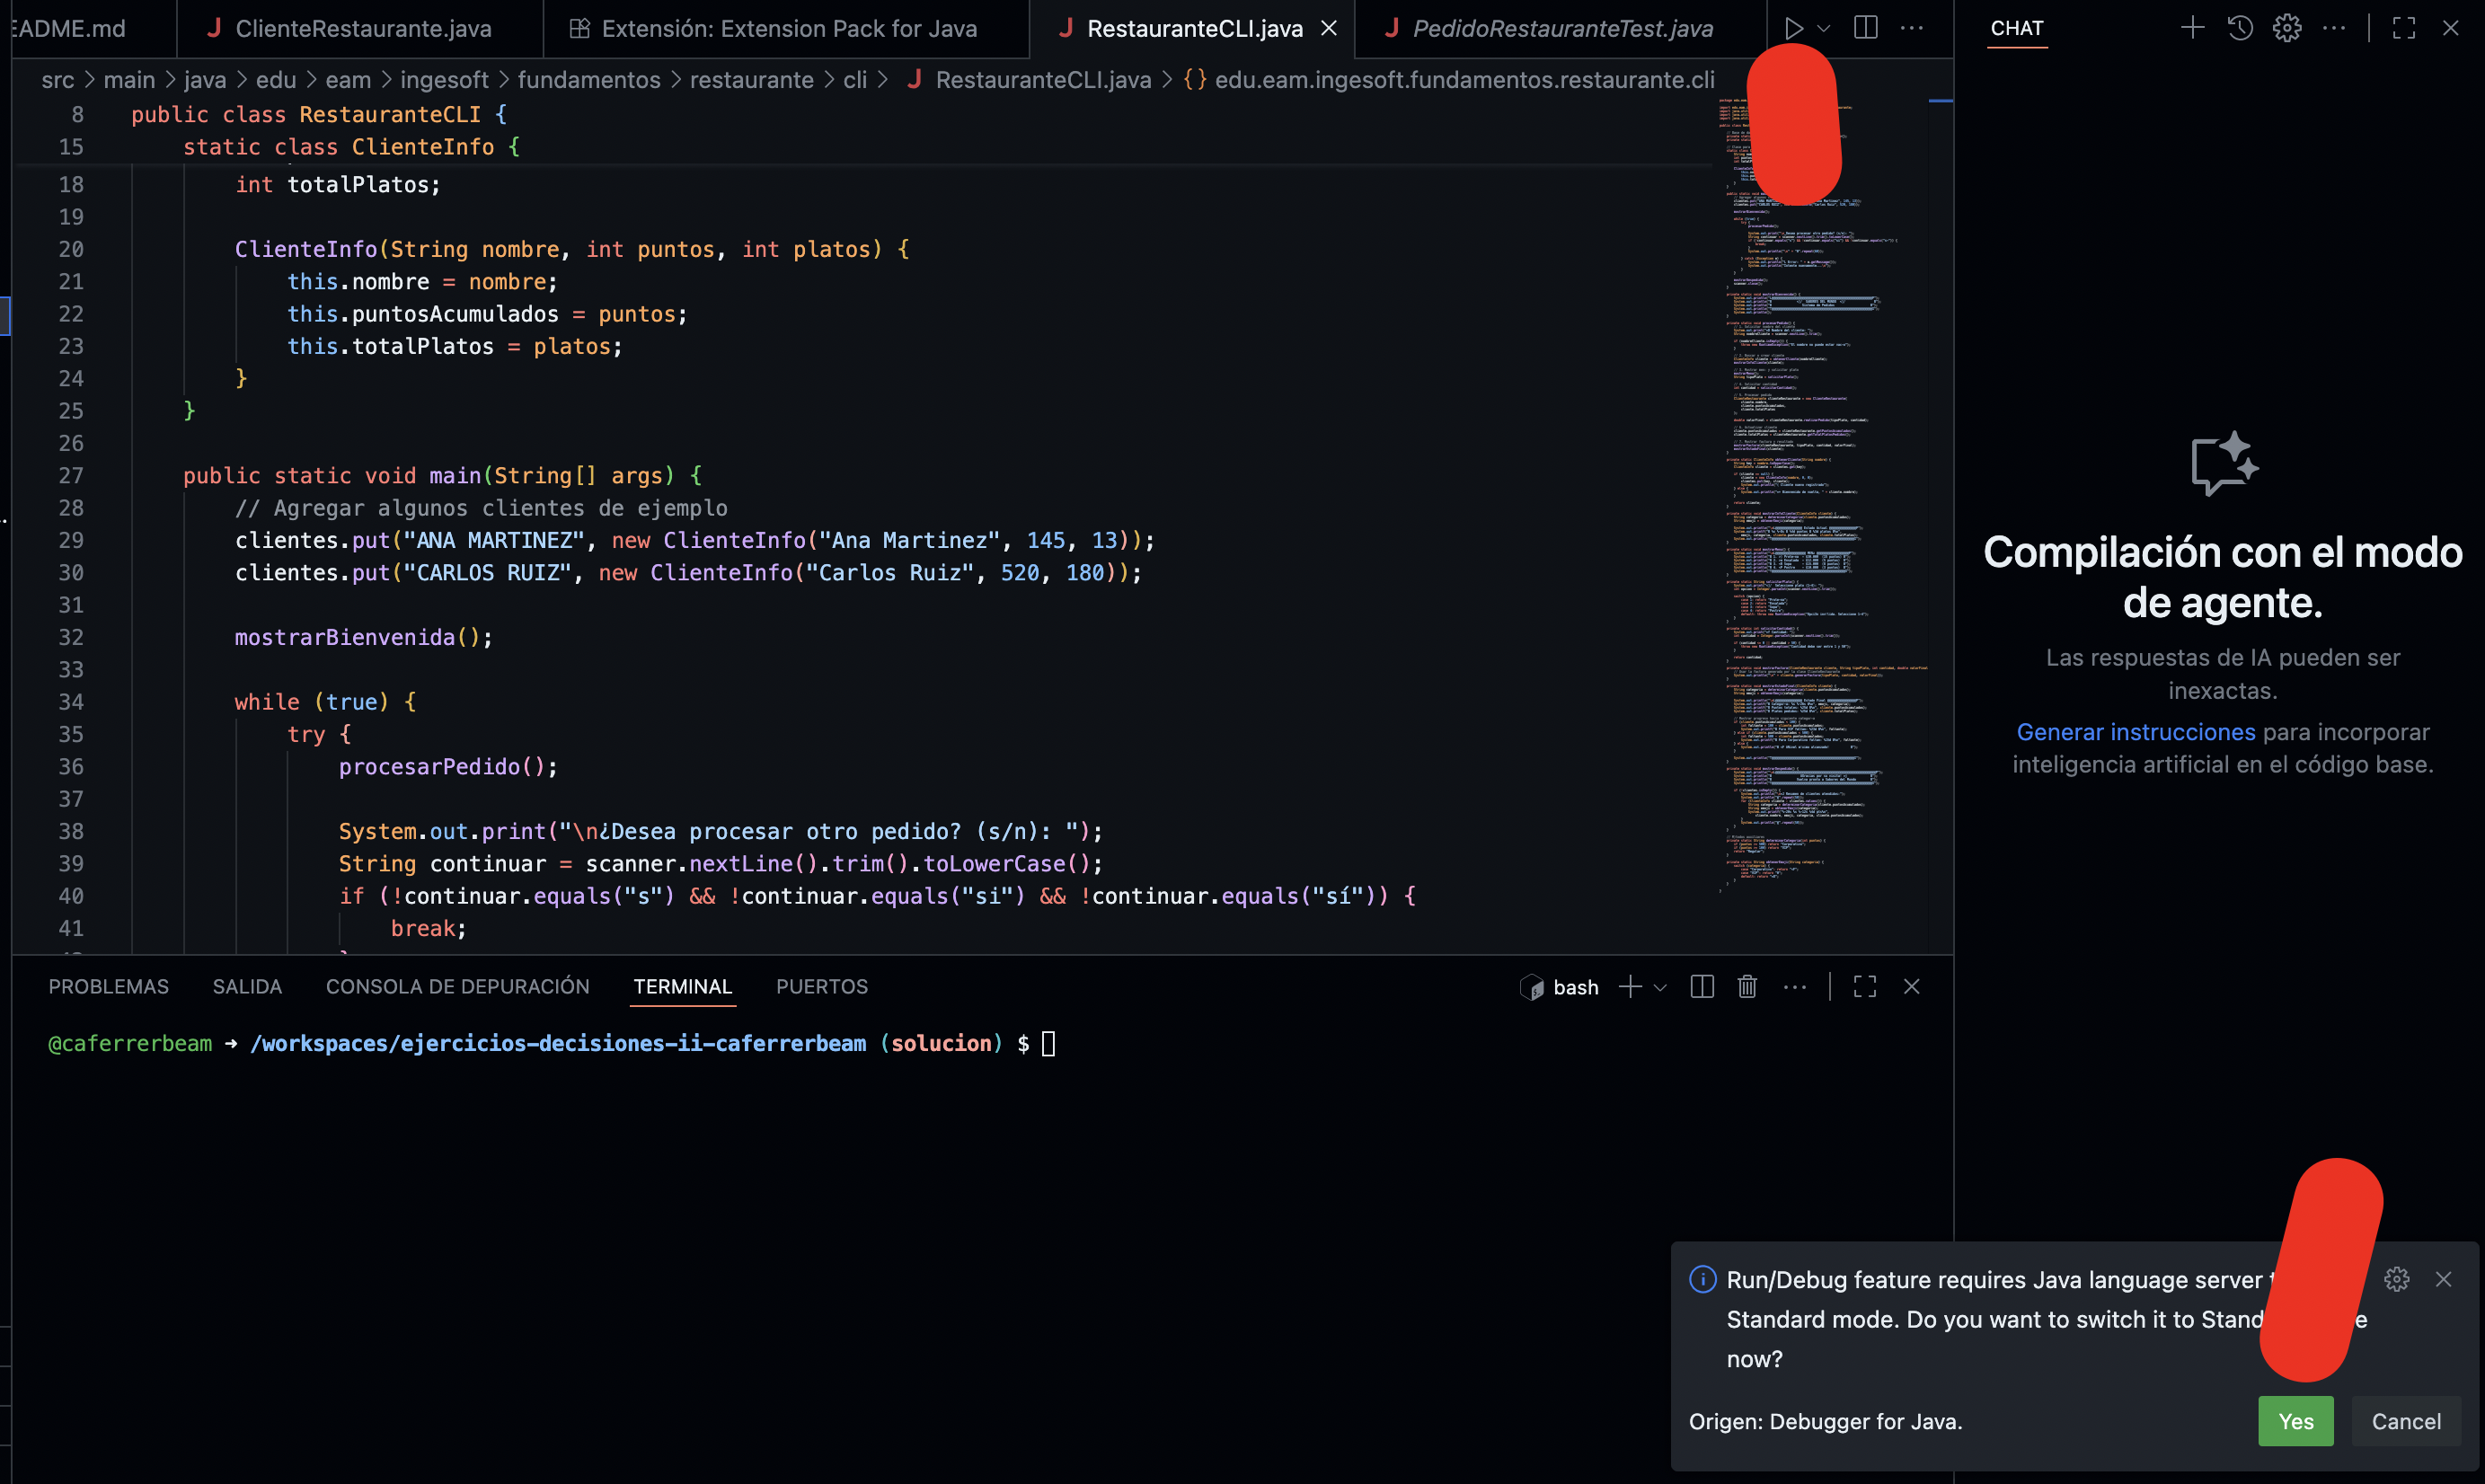 EADME.md
ClienteRestaurante.java
Extensión: Extension Pack for Java
RestauranteCLI.java
PedidoRestauranteTest.java
CHAT
src > main > java > edu > eam > ingesoft > fundamentos > restaurante > cli > RestauranteCLI.java > {} edu.eam.ingesoft.fundamentos.restaurante.cli
8 public class RestauranteCLI {
15 static class ClienteInfo {
18 int totalPlatos;
19
20 ClienteInfo(String nombre, int puntos, int platos) {
21 this.nombre = nombre;
22 this.puntosAcumulados = puntos;
23 this.totalPlatos = platos;
24 }
25 }
26
27 public static void main(String[] args) {
28 // Agregar algunos clientes de ejemplo
29 clientes.put("ANA MARTINEZ", new ClienteInfo("Ana Martinez", 145, 13));
30 clientes.put("CARLOS RUIZ", new ClienteInfo("Carlos Ruiz", 520, 180));
31
32 mostrarBienvenida();
33
34 while (true) {
35 try {
36 procesarPedido();
37
38 System.out.print("\n¿Desea procesar otro pedido? (s/n): ");
39 String continuar = scanner.nextLine().trim().toLowerCase();
40 if (!continuar.equals("s") && !continuar.equals("si") && !continuar.equals("sí")) {
41 break;
Compilación con el modo
de agente.
Las respuestas de IA pueden ser
inexactas.
Generar instrucciones para incorporar
inteligencia artificial en el código base.
PROBLEMAS
SALIDA
CONSOLA DE DEPURACIÓN
TERMINAL
PUERTOS
bash
@caferrerbeam → /workspaces/ejercicios-decisiones-ii-caferrerbeam (solucion) $
Run/Debug feature requires Java language server
Standard mode. Do you want to switch it to
now?
Origen: Debugger for Java.
Yes
Cancel